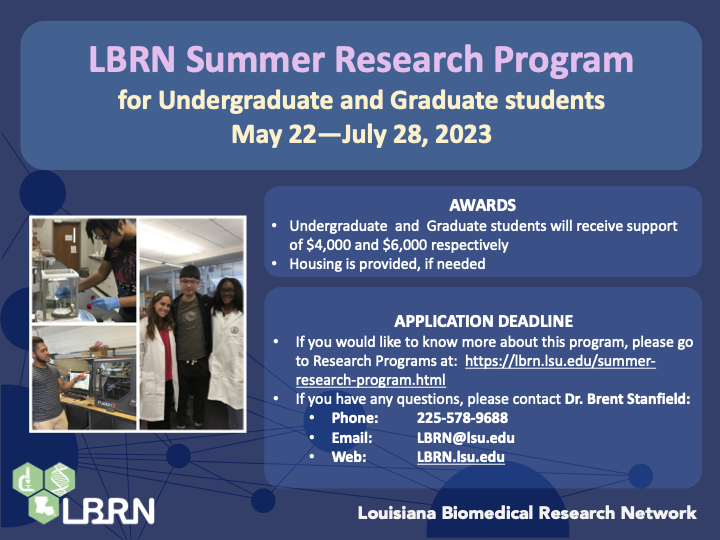 LBRN Summer Research Program
for Undergraduate and Graduate students
May 22—July 28, 2023
AWARDS
• Undergraduate and Graduate students will receive support
of $4,000 and $6,000 respectively
• Housing is provided, if needed
APPLICATION DEADLINE
• If you would like to know more about this program, please go
to Research Programs at: https://lbrn.lsu.edu/summer-
research-program.html
• If you have any questions, please contact Dr. Brent Stanfield:
• Phone: 225-578-9688
• Email: LBRN@lsu.edu
• Web: LBRN.lsu.edu
LBRN
Louisiana Biomedical Research Network